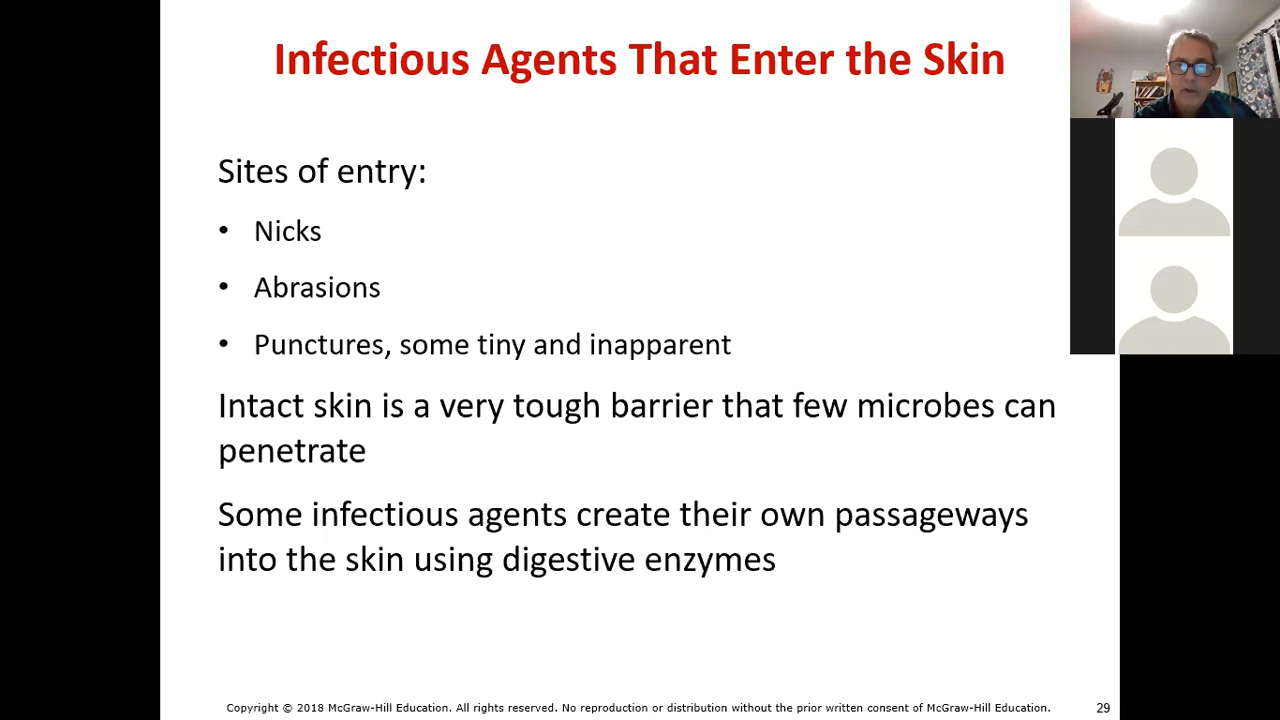 Infectious Agents That Enter the Skin
Sites of entry:
• Nicks
• Abrasions
• Punctures, some tiny and inapparent
Intact skin is a very tough barrier that few microbes can
penetrate
Some infectious agents create their own passageways
into the skin using digestive enzymes
Copyright © 2018 McGraw-Hill Education. All rights reserved. No reproduction or distribution without the prior written consent of McGraw-Hill Education.
29